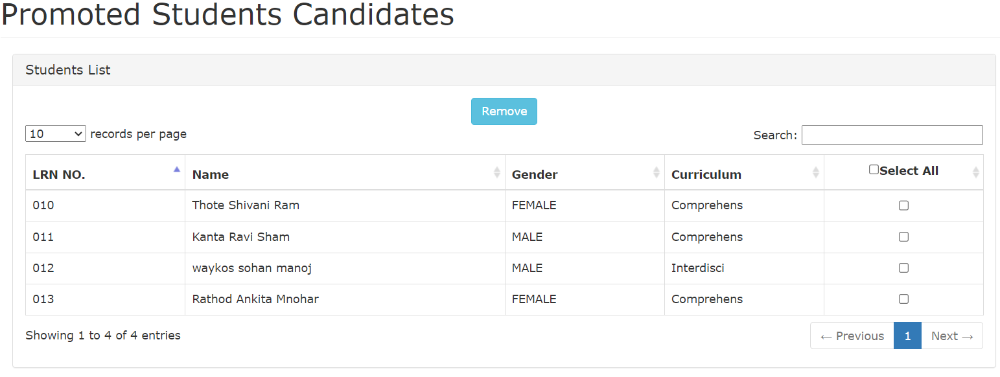 Promoted Students Candidates
Students List
Remove
10 records per page
Search:
LRN NO. Name Gender Curriculum Select All
010 Thote Shivani Ram FEMALE Comprehens
011 Kanta Ravi Sham MALE Comprehens
012 waykos sohan manoj MALE Interdisci
013 Rathod Ankita Mnohar FEMALE Comprehens
Showing 1 to 4 of 4 entries
← Previous 1 Next →